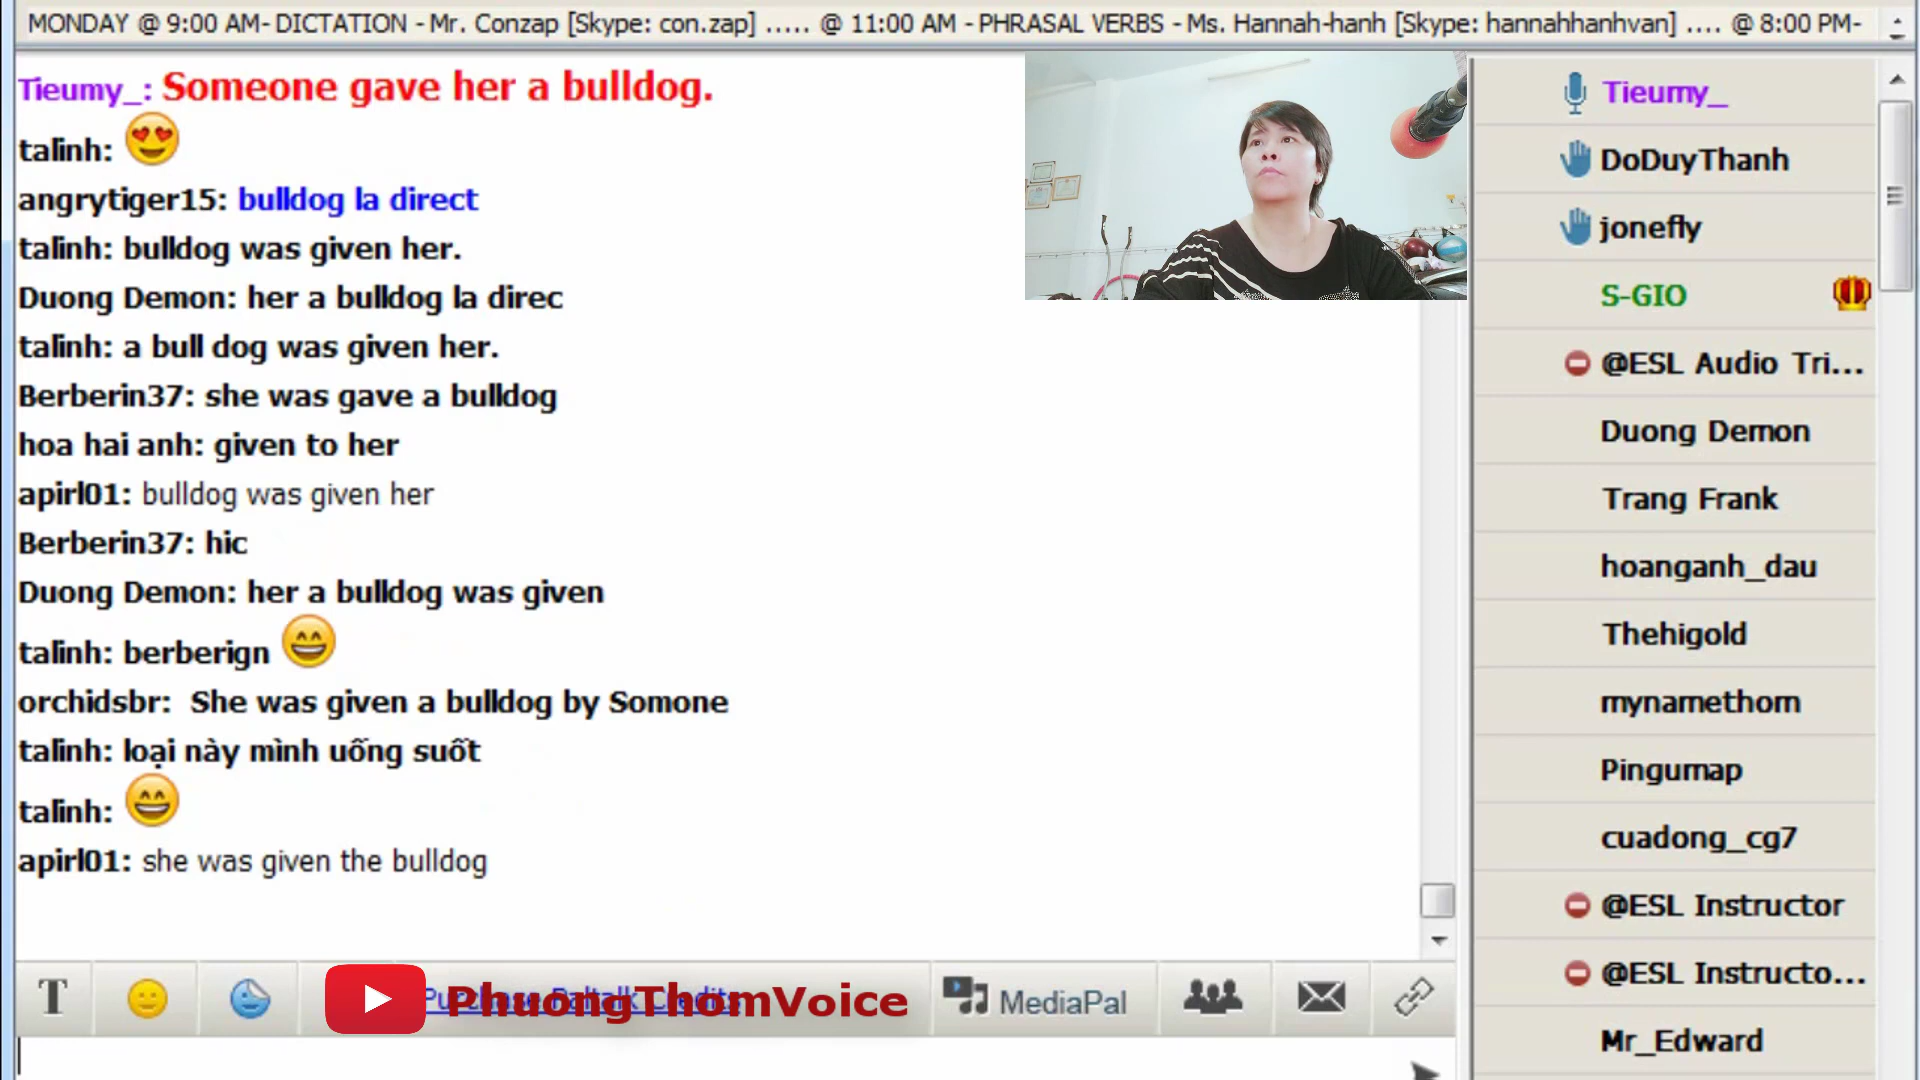 MONDAY @ 9:00 AM- DICTATION - Mr. Conzap [Skype: con.zap] ..... @ 11:00 AM - PHRASAL VERBS - Ms. Hannah-hanh [Skype: hannahhanhvan] .... @ 8:00 PM-
Tieumy_: Someone gave her a bulldog.
talinh:
angrytiger15: bulldog la direct
talinh: bulldog was given her.
Duong Demon: her a bulldog la direc
talinh: a bull dog was given her.
Berberin37: she was gave a bulldog
hoa hai anh: given to her
apirl01: bulldog was given her
Berberin37: hic
Duong Demon: her a bulldog was given
talinh: berberign
orchidsbr: She was given a bulldog by Somone
talinh: loại này mình uống suốt
talinh:
apirl01: she was given the bulldog
Tieumy_
DoDuyThanh
jonefly
S-GIO
@ESL Audio Tri...
Duong Demon
Trang Frank
hoanganh_dau
Thehigold
mynamethom
Pingumap
cuadong_cg7
@ESL Instructor
@ESL Instructo...
Mr_Edward
T
Purchase Paltalk Credits
PhuongThomVoice
MediaPal